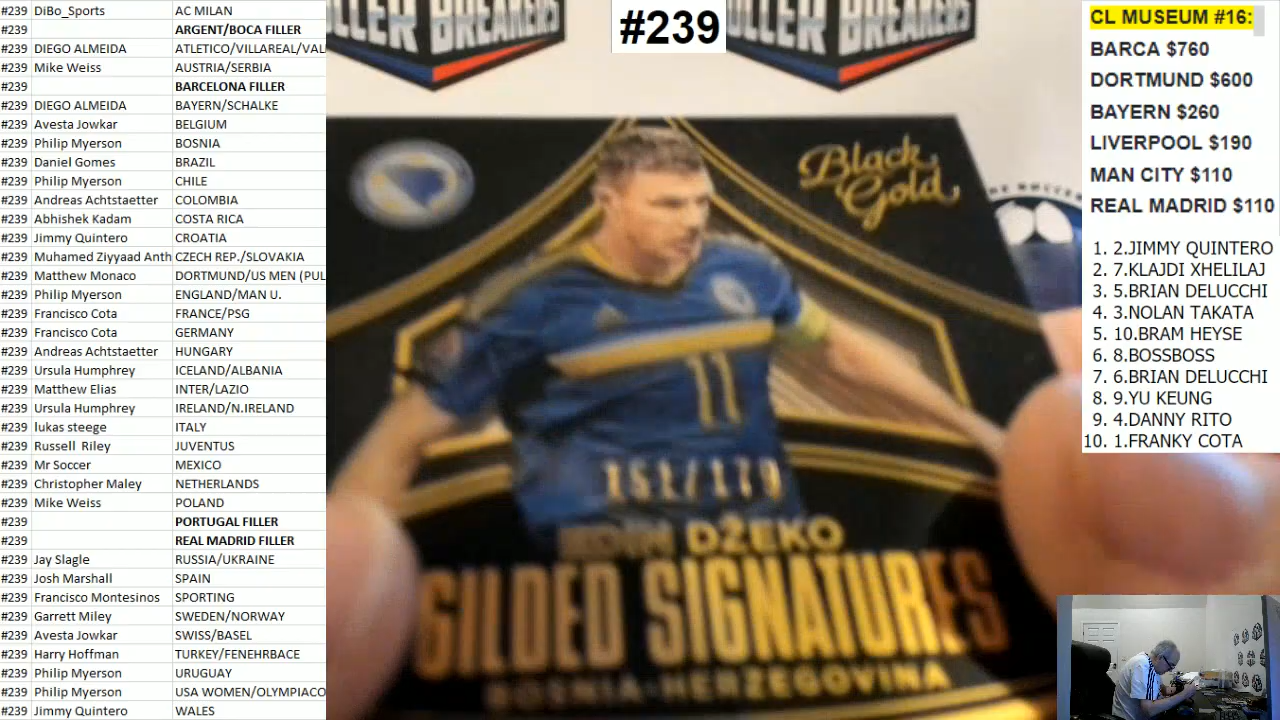 #239 DiBo_Sports AC MILAN
#239 ARGENT/BOCA FILLER
#239 DIEGO ALMEIDA ATLETICO/VILLAREAL/VAL
#239 Mike Weiss AUSTRIA/SERBIA
#239 BARCELONA FILLER
#239 DIEGO ALMEIDA BAYERN/SCHALKE
#239 Avesta Jowkar BELGIUM
#239 Philip Myerson BOSNIA
#239 Daniel Gomes BRAZIL
#239 Philip Myerson CHILE
#239 Andreas Achtstaetter COLOMBIA
#239 Abhishek Kadam COSTA RICA
#239 Jimmy Quintero CROATIA
#239 Muhamed Ziyyaad Anth CZECH REP./SLOVAKIA
#239 Matthew Monaco DORTMUND/US MEN (PUL
#239 Philip Myerson ENGLAND/MAN U.
#239 Francisco Cota FRANCE/PSG
#239 Francisco Cota GERMANY
#239 Andreas Achtstaetter HUNGARY
#239 Ursula Humphrey ICELAND/ALBANIA
#239 Matthew Elias INTER/LAZIO
#239 Ursula Humphrey IRELAND/N.IRELAND
#239 lukas steege ITALY
#239 Russell Riley JUVENTUS
#239 Mr Soccer MEXICO
#239 Christopher Maley NETHERLANDS
#239 Mike Weiss POLAND
#239 PORTUGAL FILLER
#239 REAL MADRID FILLER
#239 Jay Slagle RUSSIA/UKRAINE
#239 Josh Marshall SPAIN
#239 Francisco Montesinos SPORTING
#239 Garrett Miley SWEDEN/NORWAY
#239 Avesta Jowkar SWISS/BASEL
#239 Harry Hoffman TURKEY/FENEHRBACE
#239 Philip Myerson URUGUAY
#239 Philip Myerson USA WOMEN/OLYMPIACO
#239 Jimmy Quintero WALES
#239
BREAKERS
BREAKERS
Black
Gold
11
151/179
EDIN DŽEKO
GILDED SIGNATURES
BOSNIA-HERZEGOVINA
CL MUSEUM #16:
BARCA $760
DORTMUND $600
BAYERN $260
LIVERPOOL $190
MAN CITY $110
REAL MADRID $110
1. 2.JIMMY QUINTERO
2. 7.KLAJDI XHELILAJ
3. 5.BRIAN DELUCCHI
4. 3.NOLAN TAKATA
5. 10.BRAM HEYSE
6. 8.BOSSBOSS
7. 6.BRIAN DELUCCHI
8. 9.YU KEUNG
9. 4.DANNY RITO
10. 1.FRANKY COTA